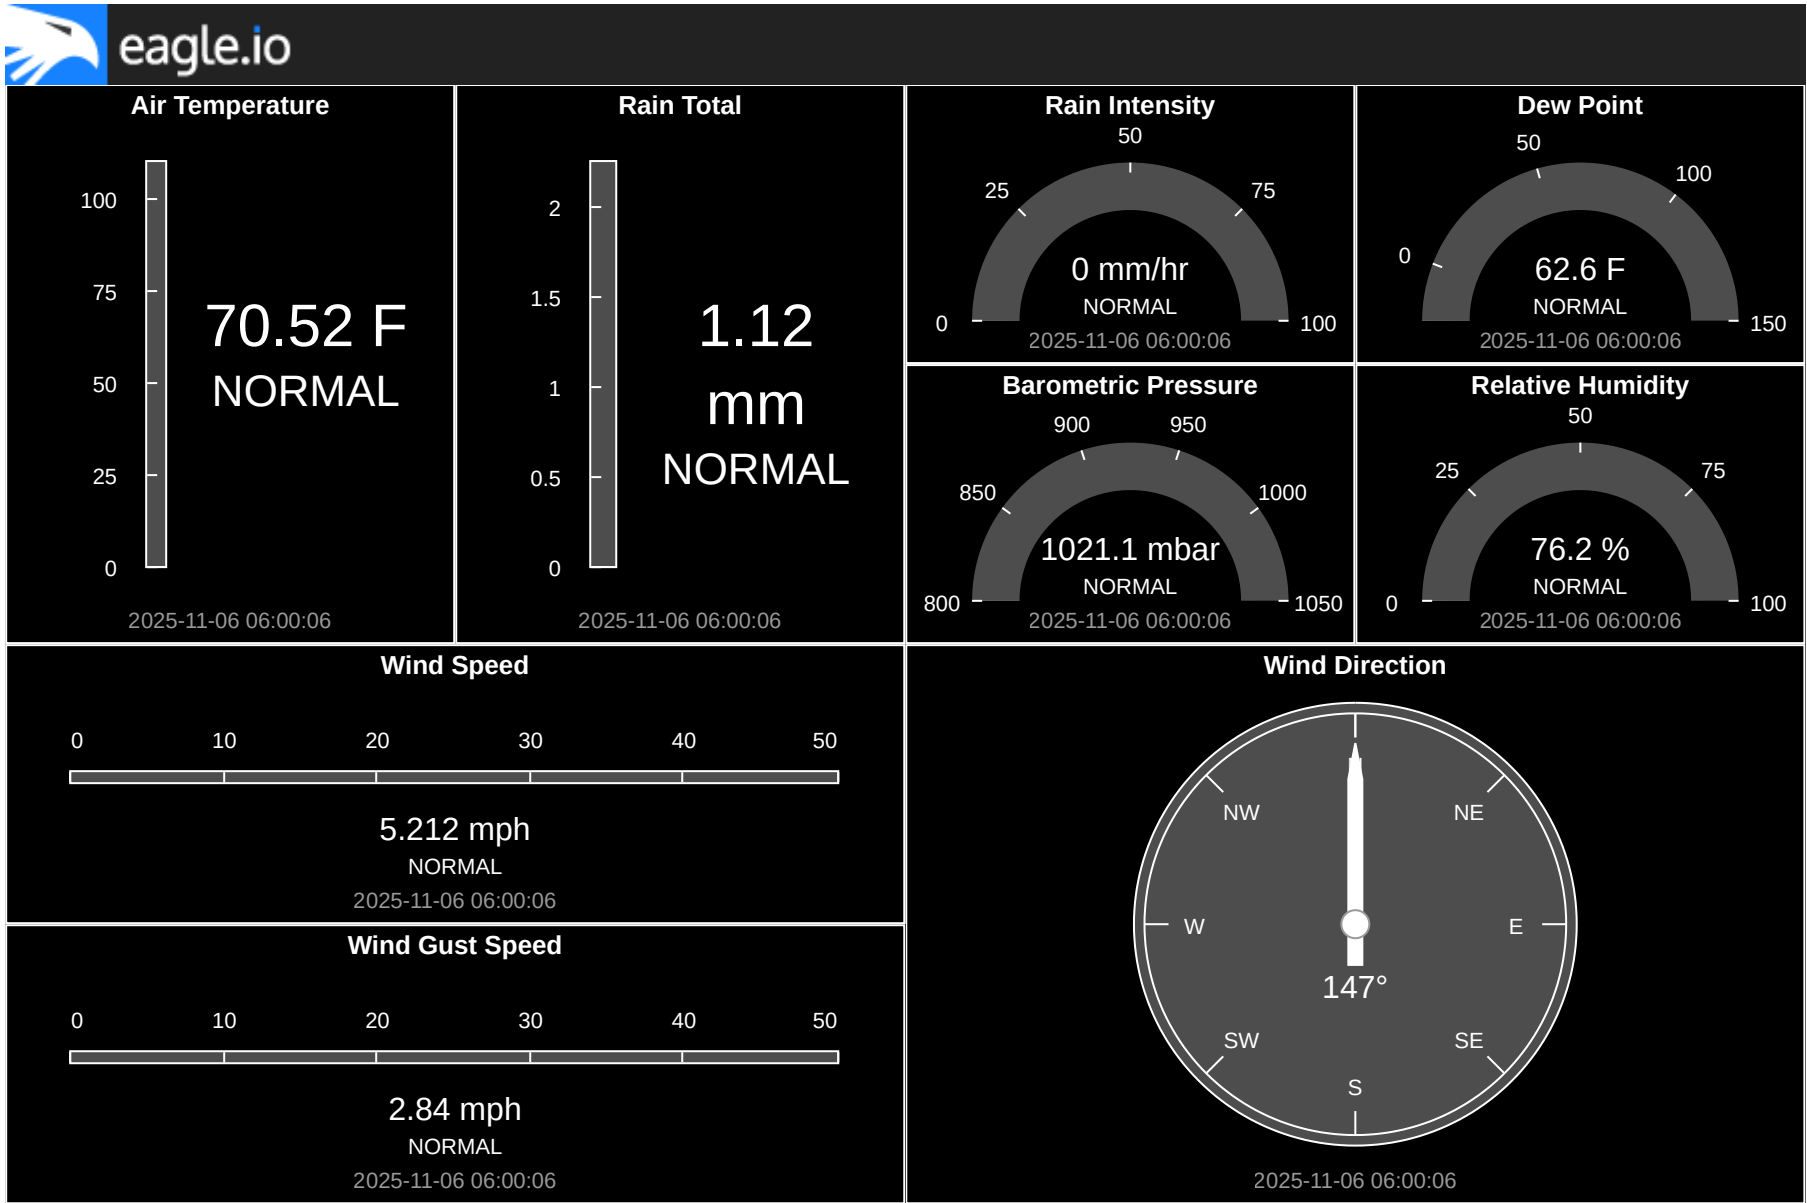 eagle.io
Air Temperature
100
75
50
25
0
70.52 F
NORMAL
2025-11-06 06:00:06
Rain Total
2
1.5
1
0.5
0
1.12
mm
NORMAL
2025-11-06 06:00:06
Rain Intensity
50
25
75
0
100
0 mm/hr
NORMAL
2025-11-06 06:00:06
Dew Point
50
100
0
150
62.6 F
NORMAL
2025-11-06 06:00:06
Barometric Pressure
900
950
850
1000
800
1050
1021.1 mbar
NORMAL
2025-11-06 06:00:06
Relative Humidity
50
25
75
0
100
76.2 %
NORMAL
2025-11-06 06:00:06
Wind Speed
0 10 20 30 40 50
5.212 mph
NORMAL
2025-11-06 06:00:06
Wind Gust Speed
0 10 20 30 40 50
2.84 mph
NORMAL
2025-11-06 06:00:06
Wind Direction
NW NE
W E
147°
SW SE
S
2025-11-06 06:00:06